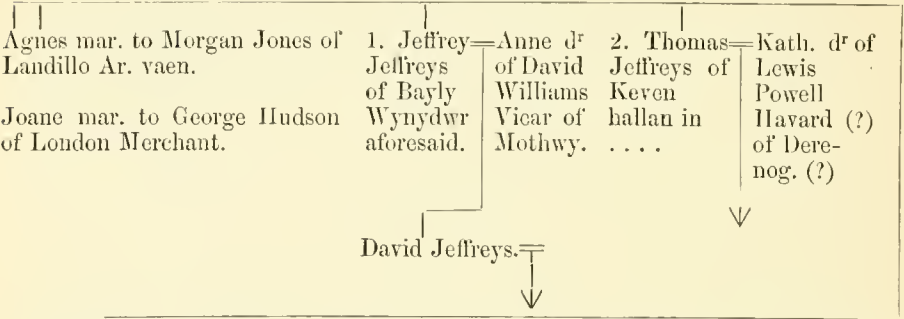 Agnes mar. to Morgan Jones of
Landillo Ar. vaen.
Joane mar. to George Hudson
of London Merchant.
1. Jeffrey=Anne dʳ
Jeffreys of David
of Bayly Williams
Wynydwr Vicar of
aforesaid. Mothwy.
2. Thomas=Kath. dʳ of
Jeffreys of Lewis
Keven Powell
hallan in Havard (?)
. . . . of Dere-
nog. (?)
David Jeffreys.=